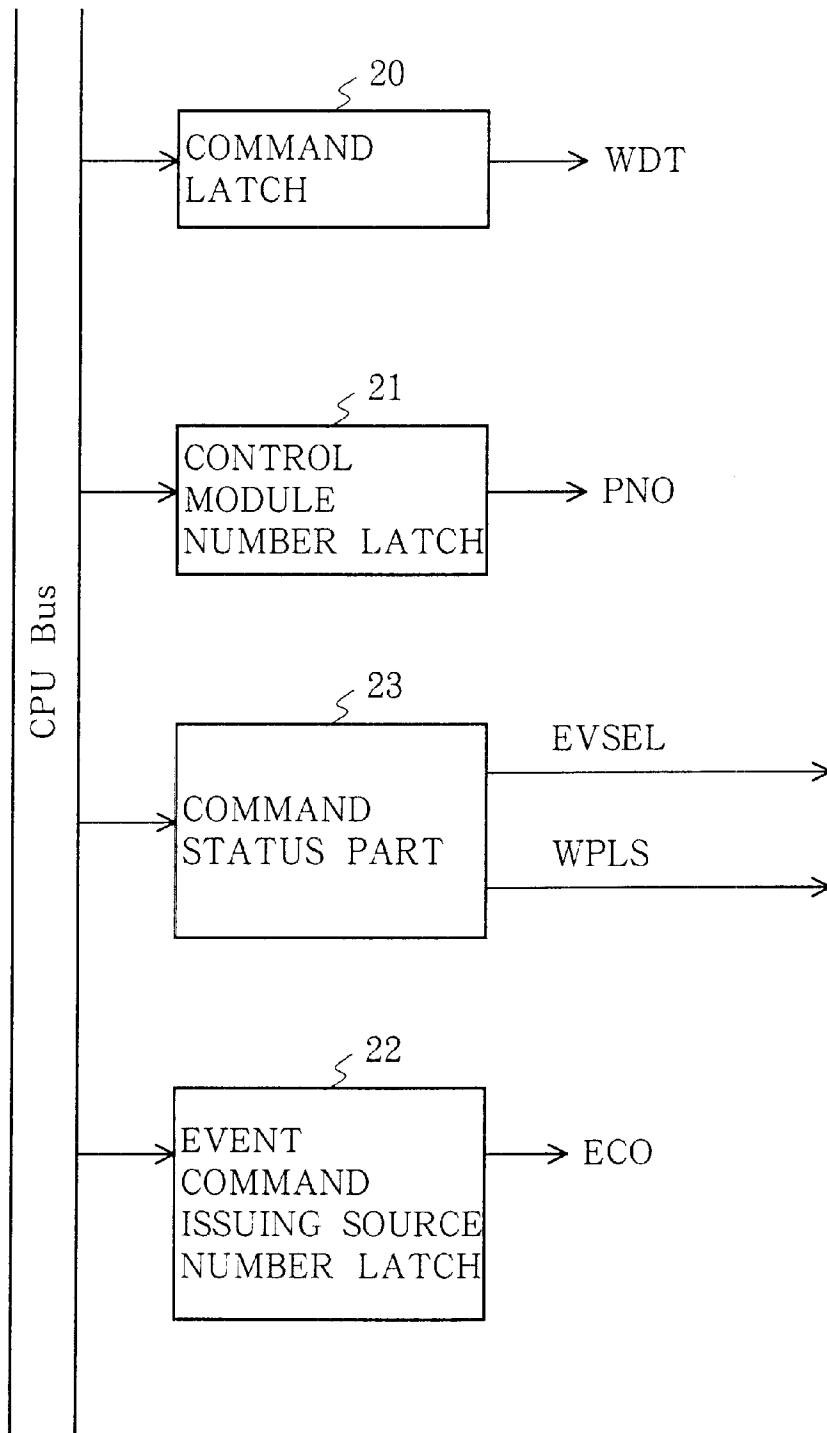 CPU Bus
20
COMMAND
LATCH
WDT
21
CONTROL
MODULE
NUMBER LATCH
PNO
23
COMMAND
STATUS PART
EVSEL
WPLS
22
EVENT
COMMAND
ISSUING SOURCE
NUMBER LATCH
ECO